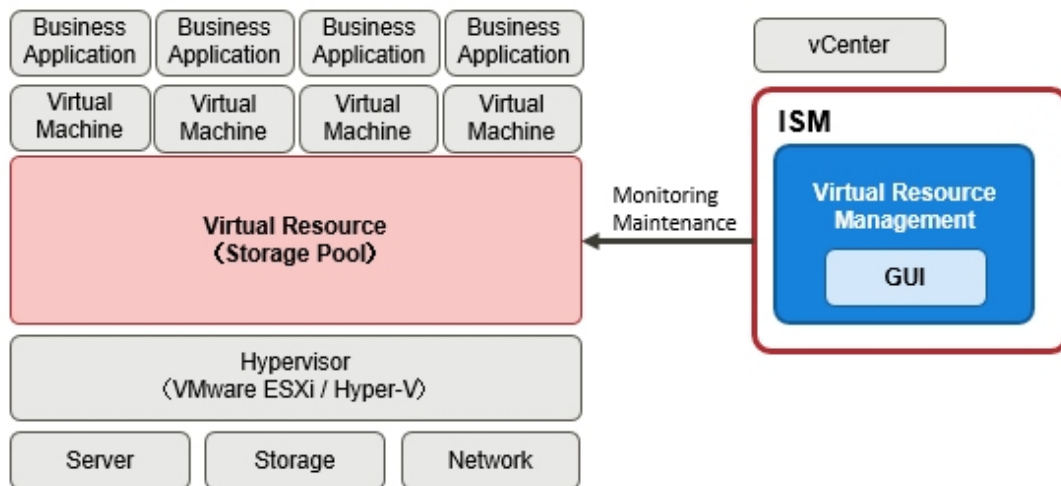 Business
Application
Business
Application
Business
Application
Business
Application
vCenter
Virtual
Machine
Virtual
Machine
Virtual
Machine
Virtual
Machine
ISM
Virtual Resource
Management
GUI
Monitoring
Maintenance
Virtual Resource
（Storage Pool）
Hypervisor
（VMware ESXi / Hyper-V）
Server
Storage
Network